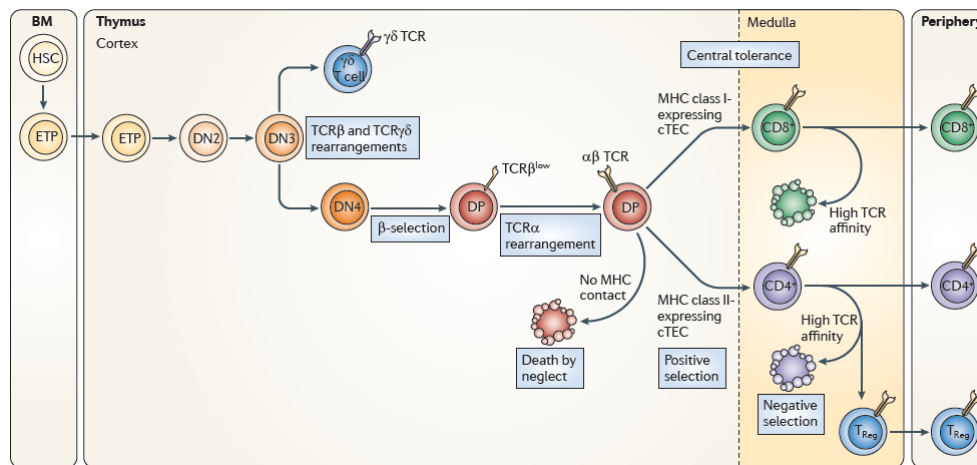 BM
Thymus
Cortex
Medulla
Periphery
HSC
ETP
ETP
DN2
DN3
γδ TCR
γδ
T cell
TCRβ and TCRγδ
rearrangements
DN4
β-selection
TCRβlow
DP
TCRα
rearrangement
αβ TCR
DP
No MHC
contact
Death by
neglect
Central tolerance
MHC class I-
expressing
cTEC
MHC class II-
expressing
cTEC
Positive
selection
CD8+
High TCR
affinity
CD4+
High TCR
affinity
Negative
selection
TReg
CD8+
CD4+
TReg